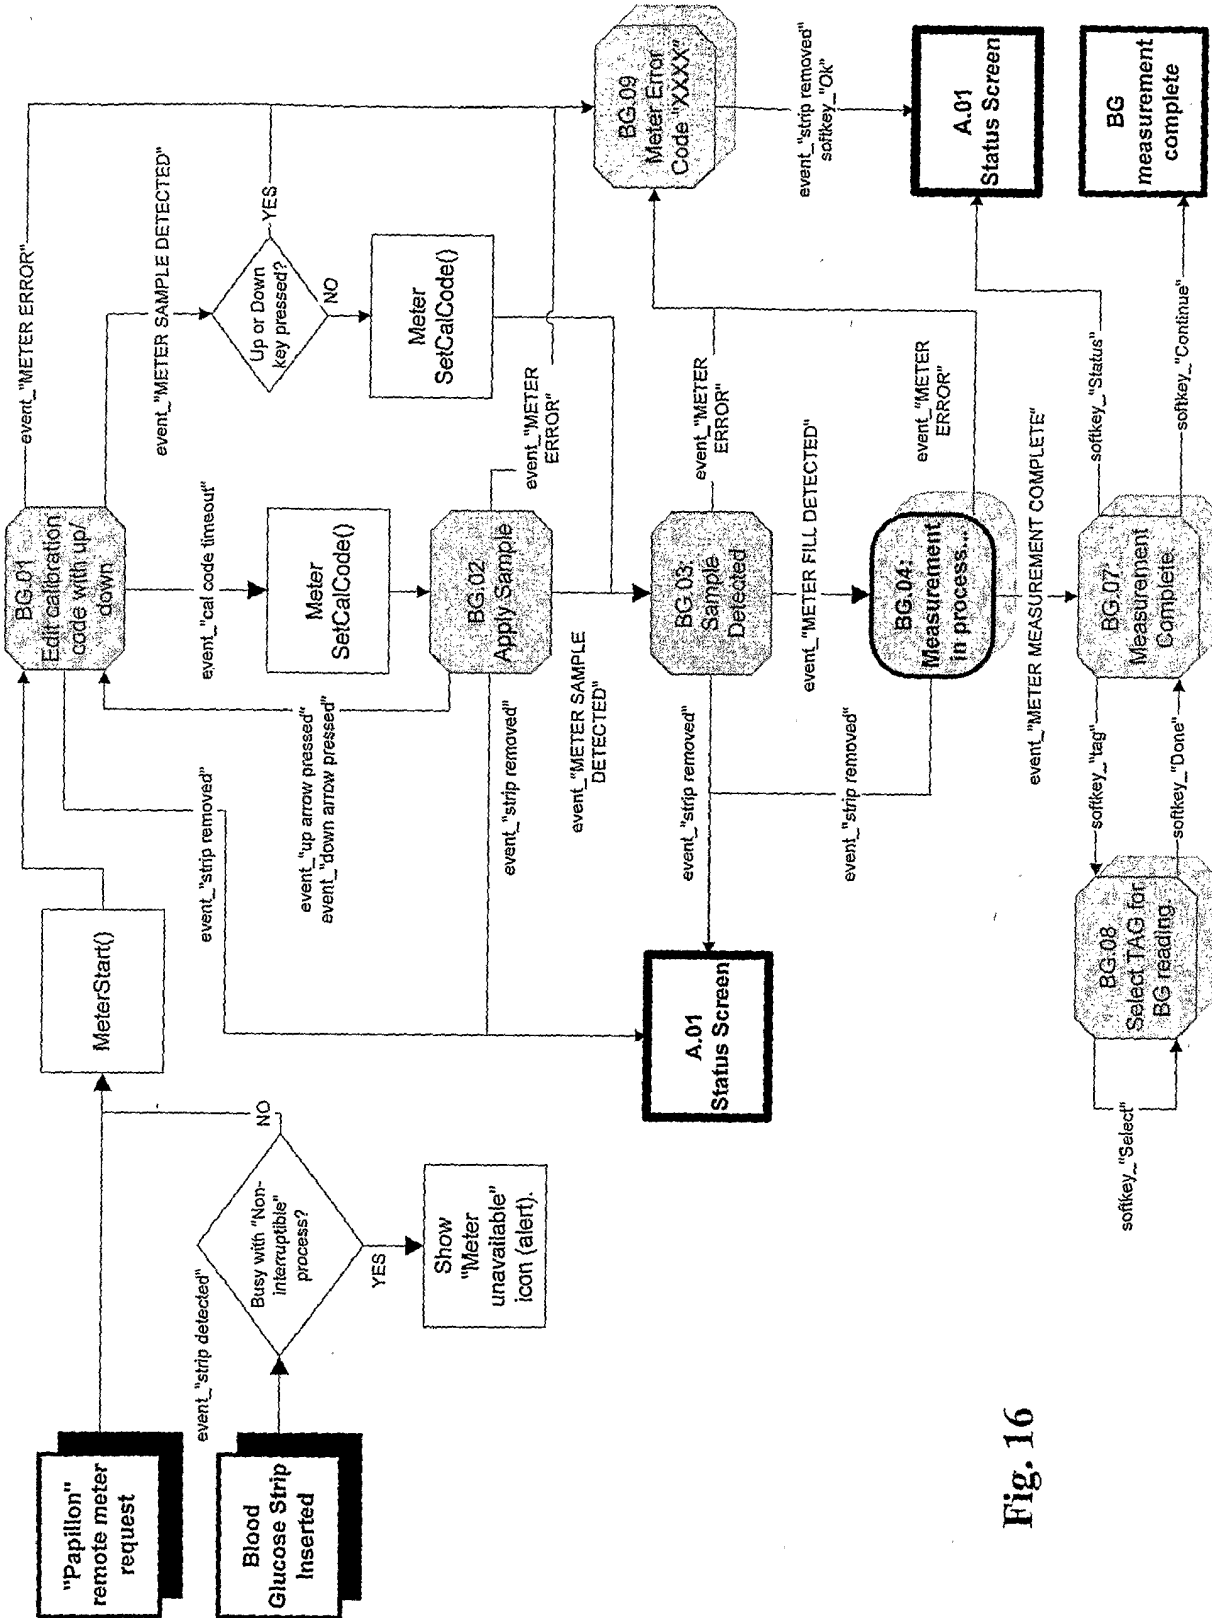 "Papillon"
remote meter
request
Blood
Glucose Strip
Inserted
event_"strip detected"
Busy with "Non-
interruptible"
process?
NO
YES
Show
"Meter
unavailable"
icon (alert).
MeterStart()
event_"strip removed"
BG.01
Edit calibration
code with up/
down
event_"METER ERROR"
event_"METER SAMPLE DETECTED"
Up or Down
key pressed?
YES
NO
Meter
SetCalCode()
event_"cal code timeout"
Meter
SetCalCode()
event_"up arrow pressed"
event_"down arrow pressed"
BG.02
Apply Sample
event_"METER
ERROR"
event_"strip removed"
event_"METER SAMPLE
DETECTED"
A.01
Status Screen
event_"strip removed"
BG.03:
Sample
Detected
event_"METER
ERROR"
event_"METER FILL DETECTED"
event_"strip removed"
BG.04:
Measurement
in process...
event_"METER
ERROR"
event_"METER MEASUREMENT COMPLETE"
BG.09
Meter Error
Code "XXXX"
event_"strip removed"
softkey_"Ok"
A.01
Status Screen
BG.07:
Measurement
Complete.
softkey_"Status"
softkey_"Continue"
BG
measurement
complete
softkey_"tag"
softkey_"Done"
BG.08
Select TAG for
BG reading.
softkey_"Select"
Fig. 16